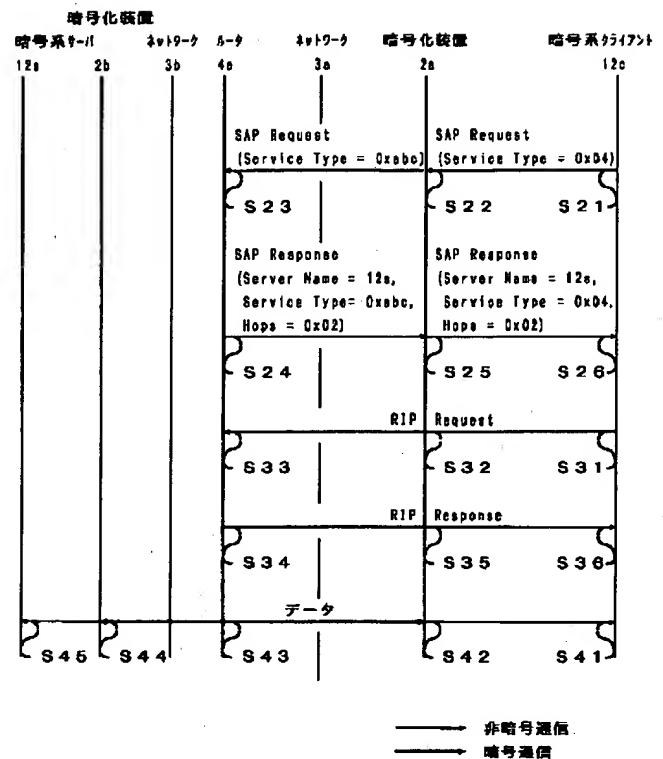 暗号化装置
暗号系サーバ ネットワーク ルータ ネットワーク 暗号化装置 暗号系クライアント
12s 2b 3b 4s 3a 2a 12c
SAP Request SAP Request
(Service Type = 0xabc) (Service Type = 0x04)
S23 S22 S21
SAP Response SAP Response
(Server Name = 12s, (Server Name = 12s,
Service Type= 0xabc, Service Type = 0x04,
Hops = 0x02) Hops = 0x02)
S24 S25 S26
RIP Request
S33 S32 S31
RIP Response
S34 S35 S36
データ
S45 S44 S43 S42 S41
非暗号通信
暗号通信